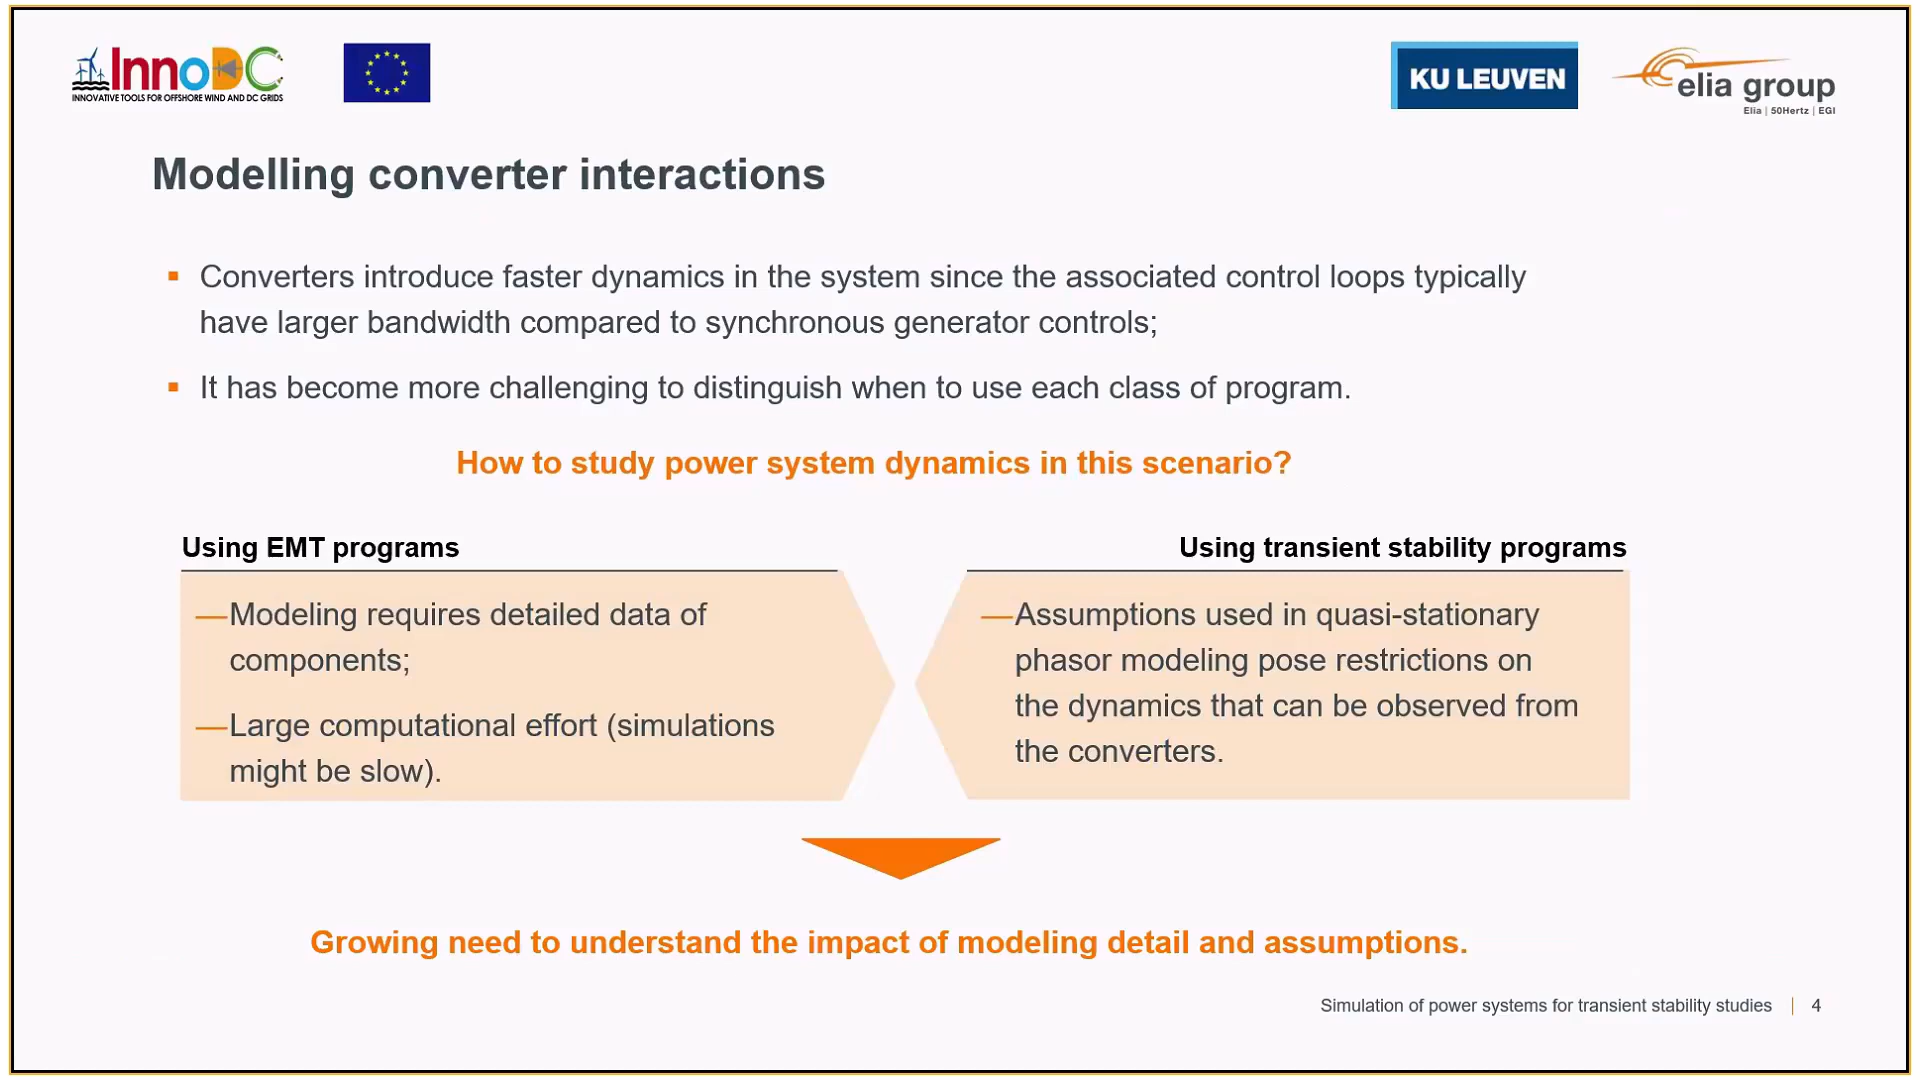 InnoDC
INNOVATIVE TOOLS FOR OFFSHORE WIND AND DC GRIDS
KU LEUVEN
elia group
Elia | 50Hertz | EGI
Modelling converter interactions
Converters introduce faster dynamics in the system since the associated control loops typically
have larger bandwidth compared to synchronous generator controls;
It has become more challenging to distinguish when to use each class of program.
How to study power system dynamics in this scenario?
Using EMT programs
—Modeling requires detailed data of
components;
—Large computational effort (simulations
might be slow).
Using transient stability programs
—Assumptions used in quasi-stationary
phasor modeling pose restrictions on
the dynamics that can be observed from
the converters.
Growing need to understand the impact of modeling detail and assumptions.
Simulation of power systems for transient stability studies | 4